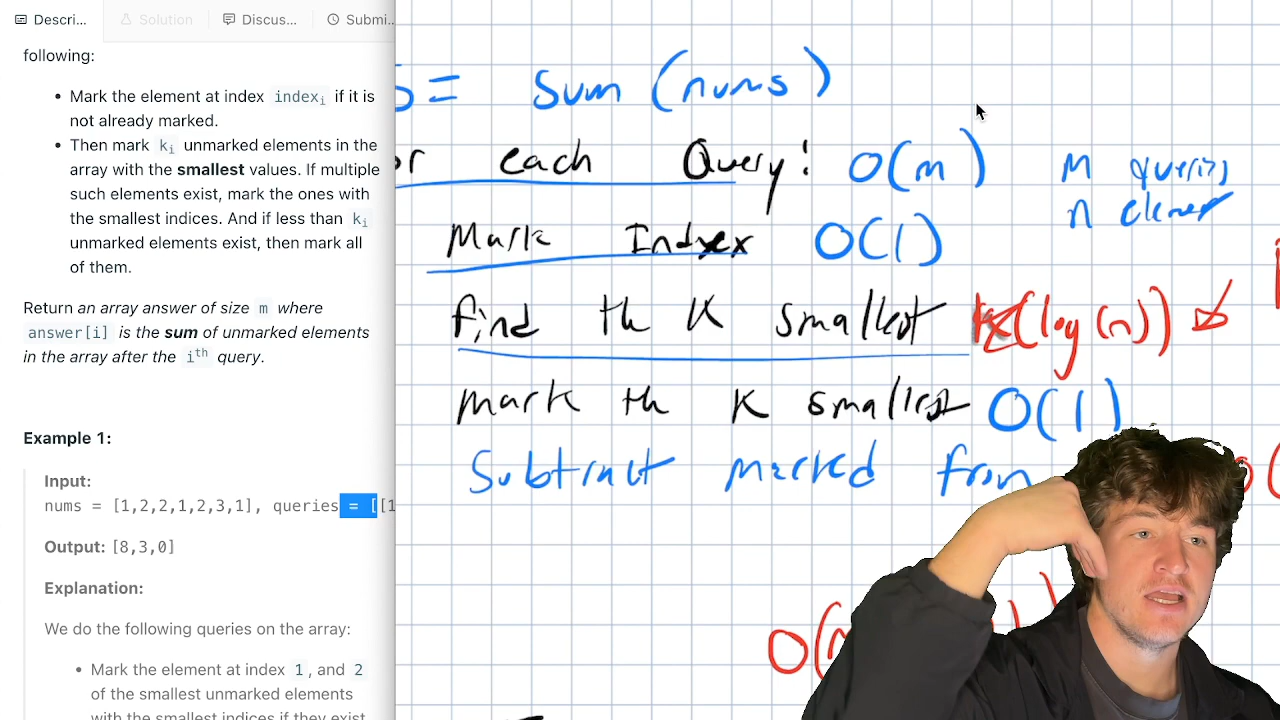 Descri...
Solution
Discus...
Submi...
following:
• Mark the element at index indexi if it is
not already marked.
• Then mark ki unmarked elements in the
array with the smallest values. If multiple
such elements exist, mark the ones with
the smallest indices. And if less than ki
unmarked elements exist, then mark all
of them.
Return an array answer of size m where
answer[i] is the sum of unmarked elements
in the array after the ith query.
Example 1:
Input:
nums = [1,2,2,1,2,3,1], queries = [[1
Output: [8,3,0]
Explanation:
We do the following queries on the array:
• Mark the element at index 1, and 2
of the smallest unmarked elements
with the smallest indices if they exist
S = sum(nums)
or each Query: O(m)
m queries
n
Mark Index O(1)
find th K smallest (log(n))
mark th K smallest O(1)
Subtract marked from